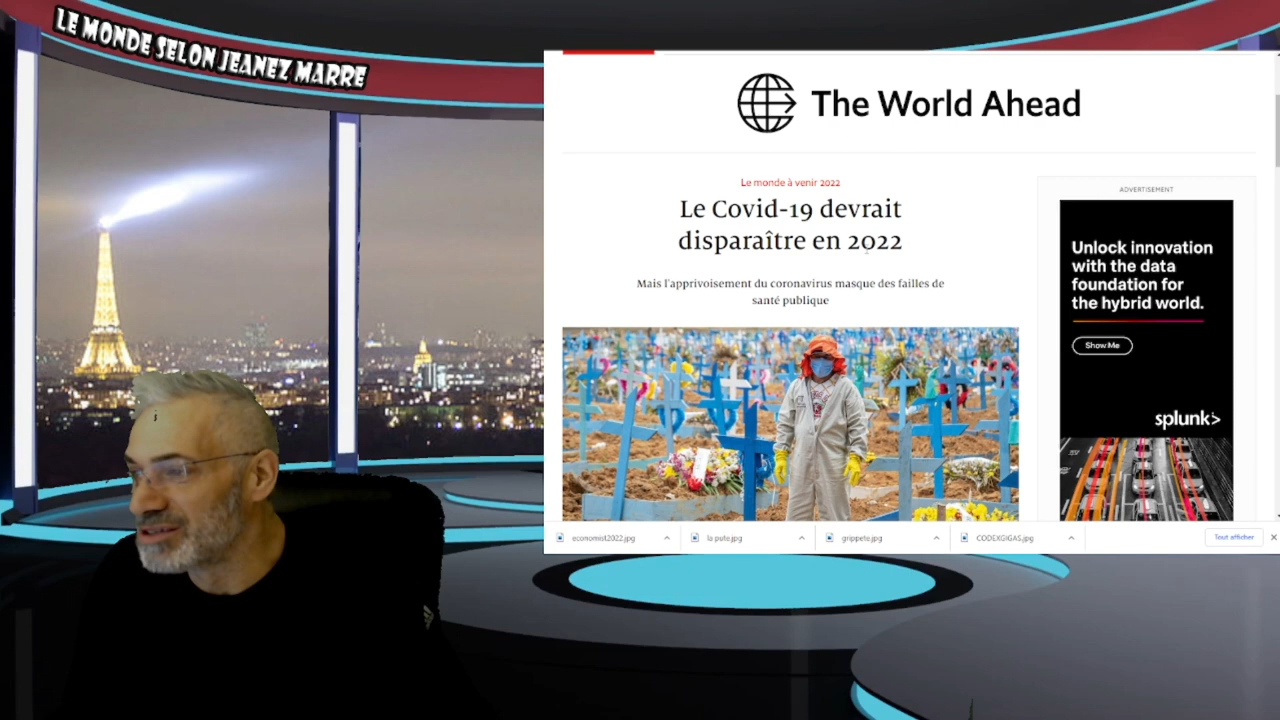 LE MONDE SELON JEANEZ MARRE
The World Ahead
Le monde à venir 2022
Le Covid-19 devrait
disparaître en 2022
Mais l'apprivoisement du coronavirus masque des failles de
santé publique
ADVERTISEMENT
Unlock innovation
with the data
foundation for
the hybrid world.
Show Me
splunk>
economist2022.jpg
la pute.jpg
grippete.jpg
CODEXGIGAS.jpg
Tout afficher